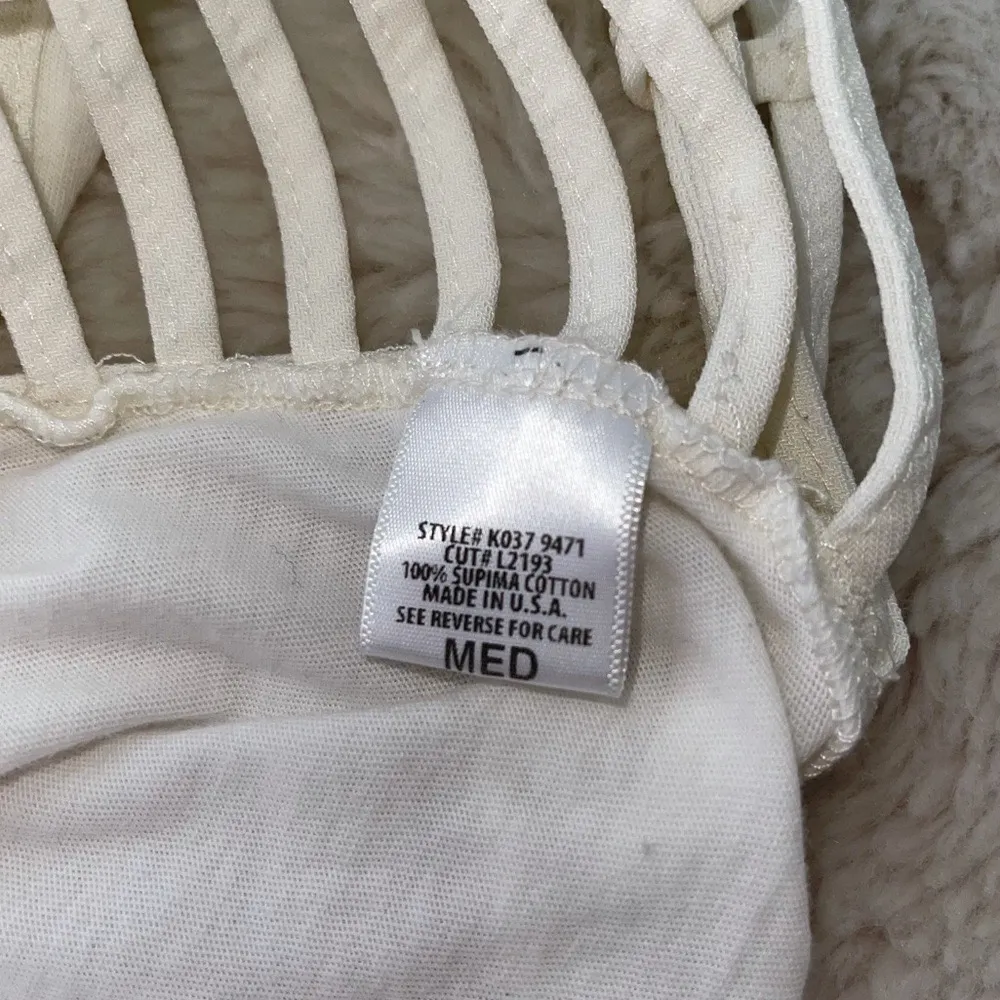 STYLE# K037 9471
CUT# L2193
100% SUPIMA COTTON
MADE IN U.S.A.
SEE REVERSE FOR CARE
MED